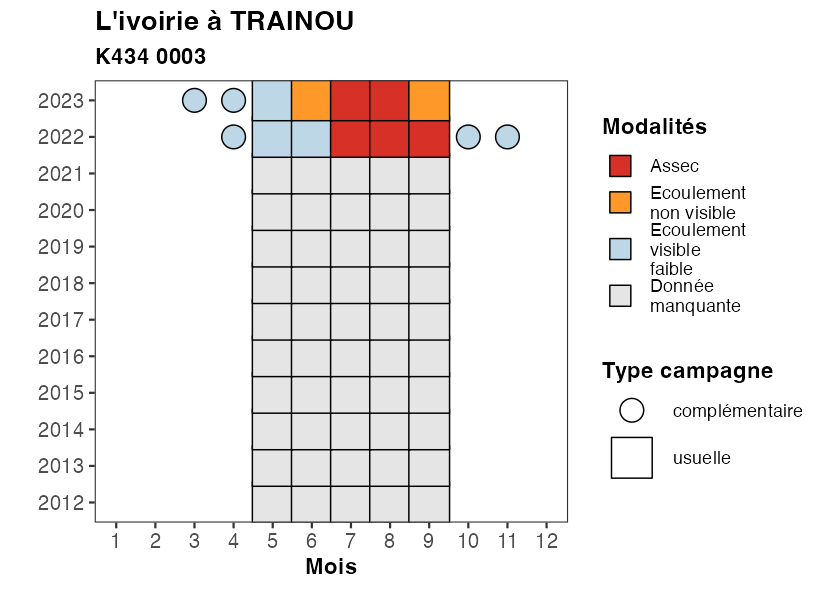 L'ivoirie à TRAINOU
K434 0003
2023
2022
2021
2020
2019
2018
2017
2016
2015
2014
2013
2012
1 2 3 4 5 6 7 8 9 10 11 12
Mois
Modalités
Assec
Ecoulement
non visible
Ecoulement
visible
faible
Donnée
manquante
Type campagne
complémentaire
usuelle